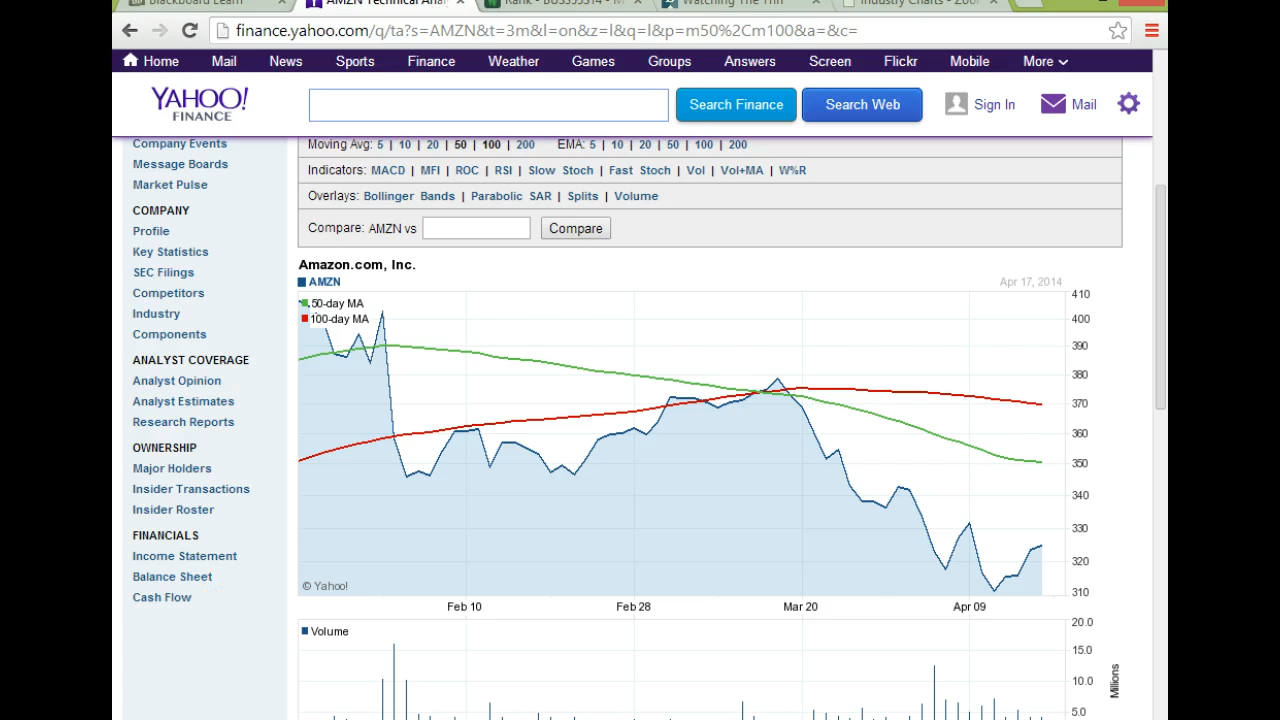 Blackboard Learn
AMZN Technical Anal
Rank - BUS595514 - M
Watching The Thin
Industry Charts - Zool
finance.yahoo.com/q/ta?s=AMZN&t=3m&l=on&z=l&q=l&p=m50%2Cm100&a=&c=
Home Mail News Sports Finance Weather Games Groups Answers Screen Flickr Mobile More
YAHOO! FINANCE
Search Finance
Search Web
Sign In
Mail
Company Events
Message Boards
Market Pulse
COMPANY
Profile
Key Statistics
SEC Filings
Competitors
Industry
Components
ANALYST COVERAGE
Analyst Opinion
Analyst Estimates
Research Reports
OWNERSHIP
Major Holders
Insider Transactions
Insider Roster
FINANCIALS
Income Statement
Balance Sheet
Cash Flow
Moving Avg: 5 | 10 | 20 | 50 | 100 | 200 EMA: 5 | 10 | 20 | 50 | 100 | 200
Indicators: MACD | MFI | ROC | RSI | Slow Stoch | Fast Stoch | Vol | Vol+MA | W%R
Overlays: Bollinger Bands | Parabolic SAR | Splits | Volume
Compare: AMZN vs Compare
Amazon.com, Inc.
AMZN
Apr 17, 2014
50-day MA
100-day MA
410
400
390
380
370
360
350
340
330
320
310
© Yahoo!
Feb 10 Feb 28 Mar 20 Apr 09
Volume
20.0
15.0
10.0
5.0
Millions